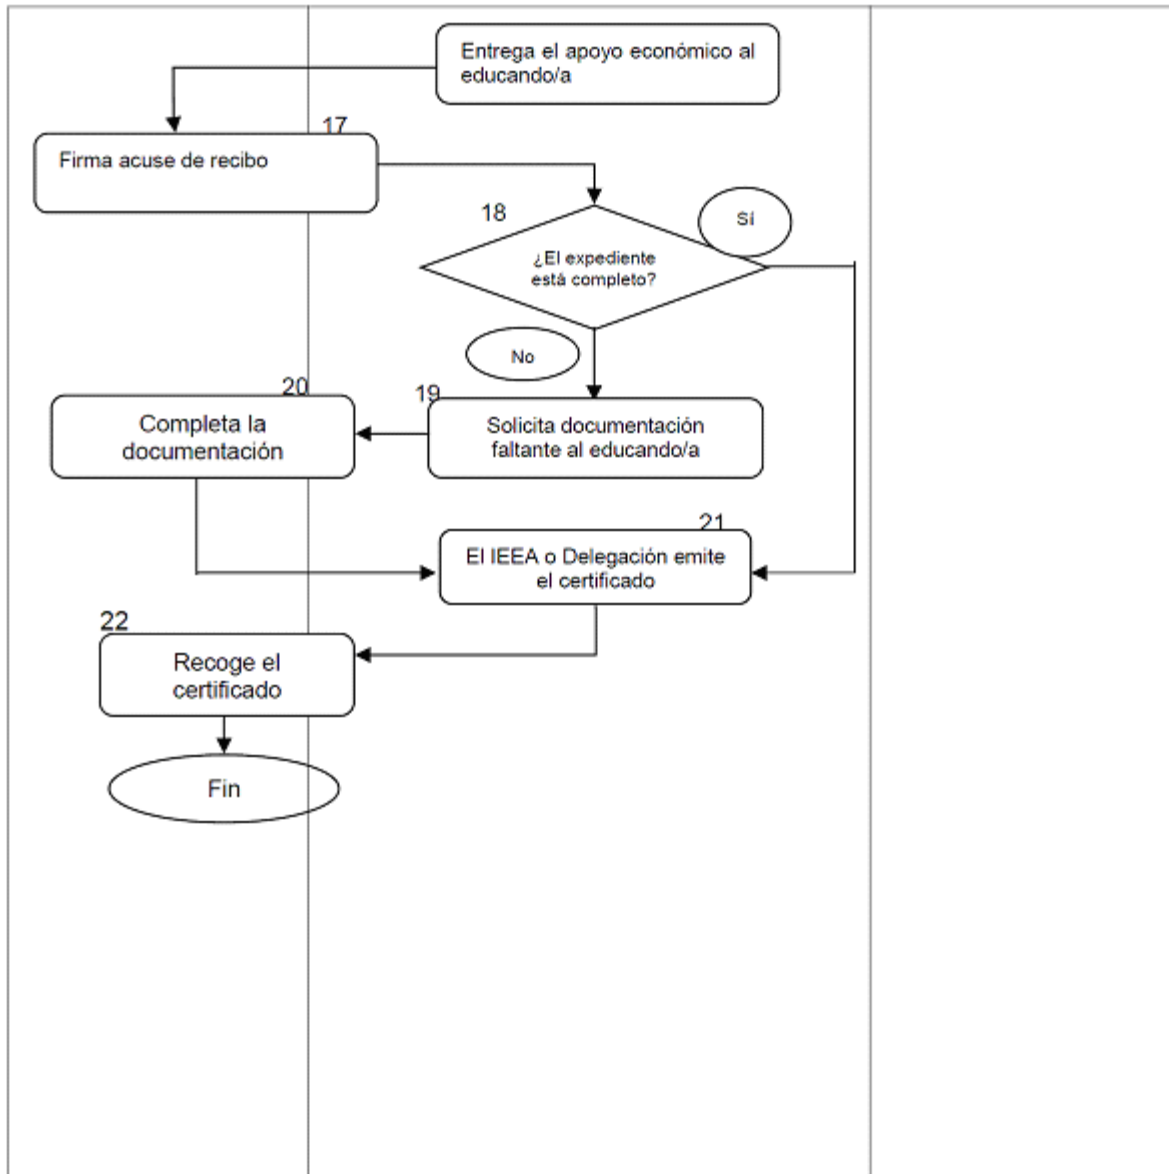 Entrega el apoyo económico al
educando/a
17
Firma acuse de recibo
18
Sí
¿El expediente
está completo?
No
20
19
Completa la
documentación
Solicita documentación
faltante al educando/a
21
El IEEA o Delegación emite
el certificado
22
Recoge el
certificado
Fin